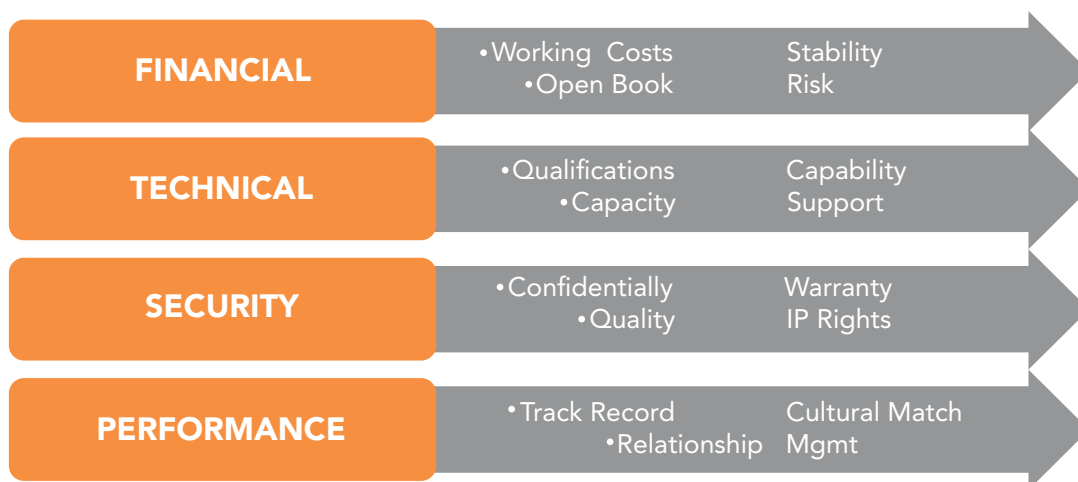 FINANCIAL
•Working Costs Stability
•Open Book Risk
TECHNICAL
•Qualifications Capability
•Capacity Support
SECURITY
•Confidentially Warranty
•Quality IP Rights
PERFORMANCE
•Track Record Cultural Match
•Relationship Mgmt